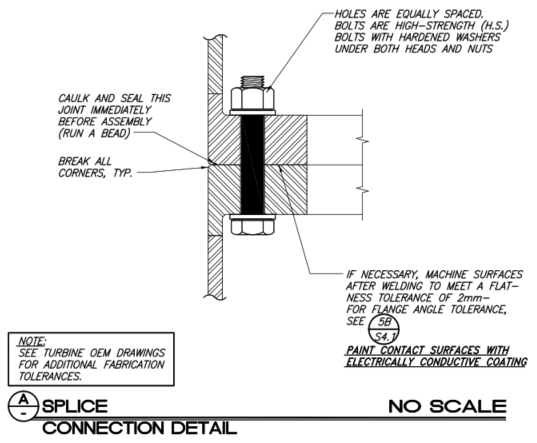 HOLES ARE EQUALLY SPACED.
BOLTS ARE HIGH-STRENGTH (H.S.)
BOLTS WITH HARDENED WASHERS
UNDER BOTH HEADS AND NUTS
CAULK AND SEAL THIS
JOINT IMMEDIATELY
BEFORE ASSEMBLY
(RUN A BEAD)
BREAK ALL
CORNERS, TYP.
IF NECESSARY, MACHINE SURFACES
AFTER WELDING TO MEET A FLAT-
NESS TOLERANCE OF 2mm-
FOR FLANGE ANGLE TOLERANCE,
SEE 5B
S4.1
PAINT CONTACT SURFACES WITH
ELECTRICALLY CONDUCTIVE COATING
NOTE:
SEE TURBINE OEM DRAWINGS
FOR ADDITIONAL FABRICATION
TOLERANCES.
A
-
SPLICE
CONNECTION DETAIL
NO SCALE